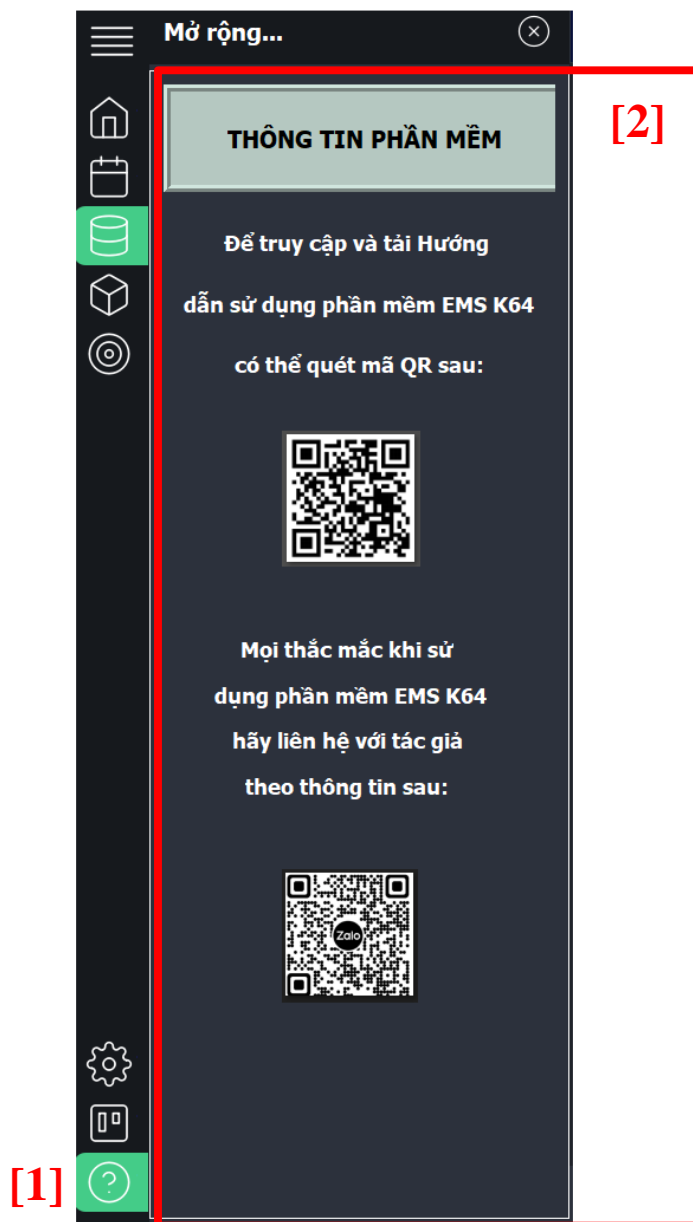 Mở rộng...
[2]
THÔNG TIN PHẦN MỀM
Để truy cập và tải Hướng
dẫn sử dụng phần mềm EMS K64
có thể quét mã QR sau:
Mọi thắc mắc khi sử
dụng phần mềm EMS K64
hãy liên hệ với tác giả
theo thông tin sau:
Zalo
[1]